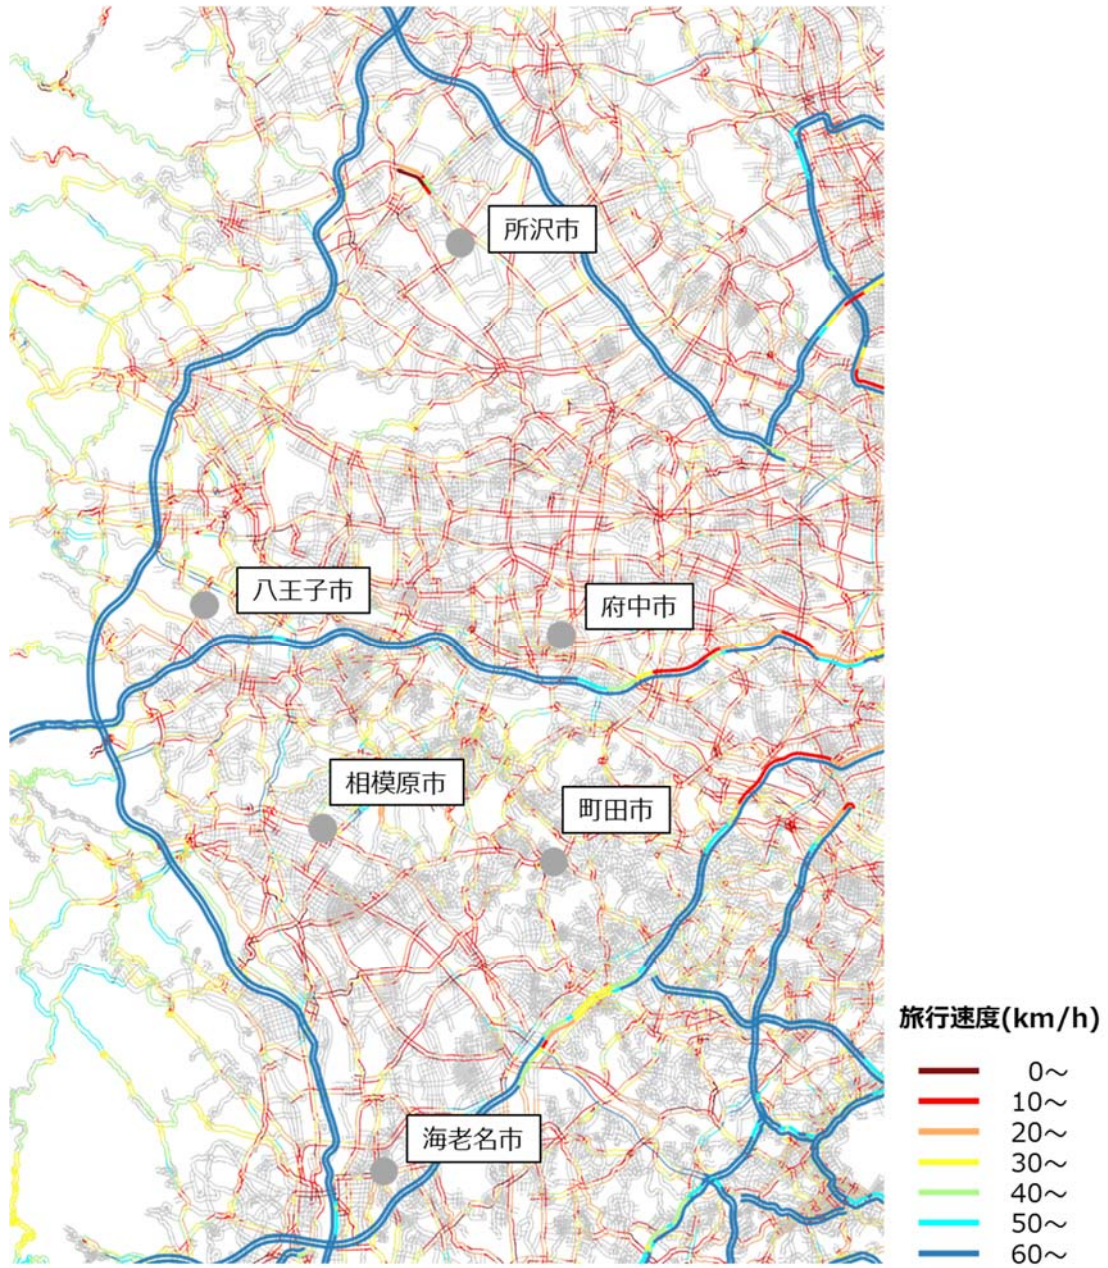 所沢市
八王子市
府中市
相模原市
町田市
海老名市
旅行速度(km/h)
0～
10～
20～
30～
40～
50～
60～